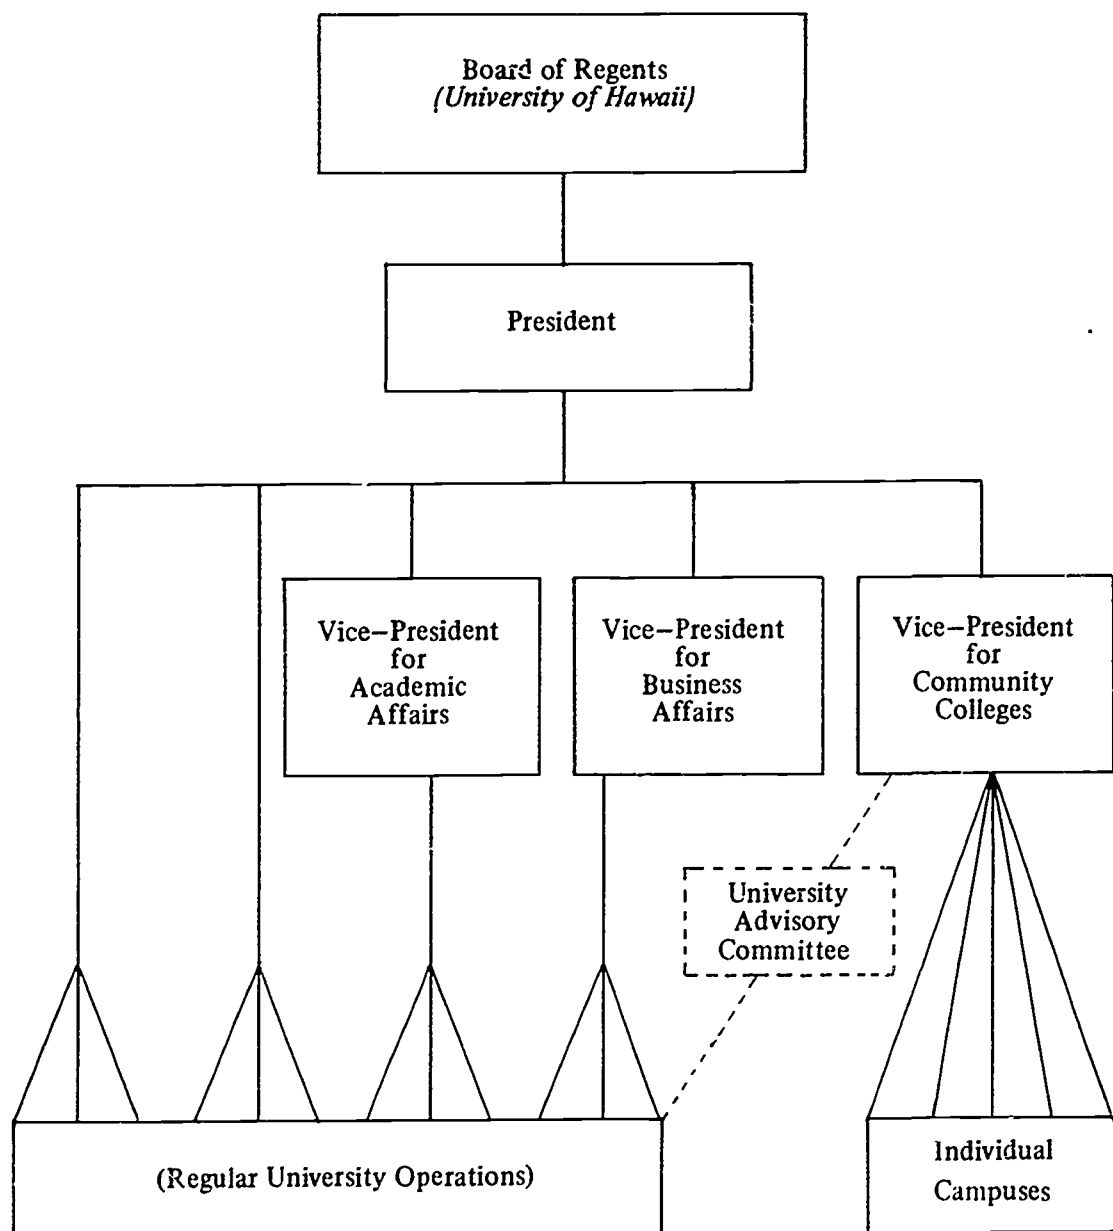 Board of Regents
(University of Hawaii)
President
Vice–President
for
Academic
Affairs
Vice–President
for
Business
Affairs
Vice–President
for
Community
Colleges
University
Advisory
Committee
(Regular University Operations)
Individual
Campuses